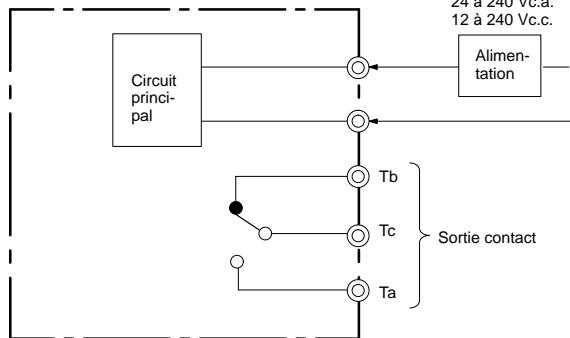 24 à 240 Vc.a.
12 à 240 Vc.c.
Alimen-
tation
Circuit
princi-
pal
Tb
Tc
Sortie contact
Ta